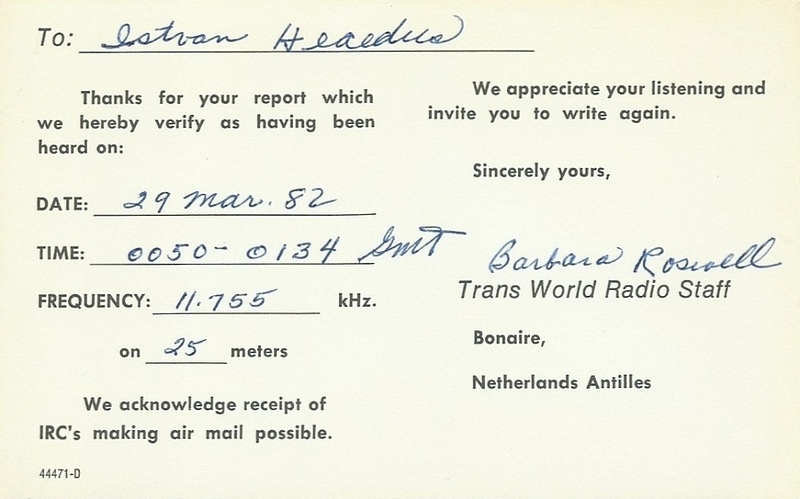 To: Istvan Heaedus
Thanks for your report which
we hereby verify as having been
heard on:
DATE: 29 Mar. 82
TIME: 0050- 0134 GMT
FREQUENCY: 11.755 kHz.
on 25 meters
We acknowledge receipt of
IRC's making air mail possible.
44471-D
We appreciate your listening and
invite you to write again.
Sincerely yours,
Barbara Roswell
Trans World Radio Staff
Bonaire,
Netherlands Antilles